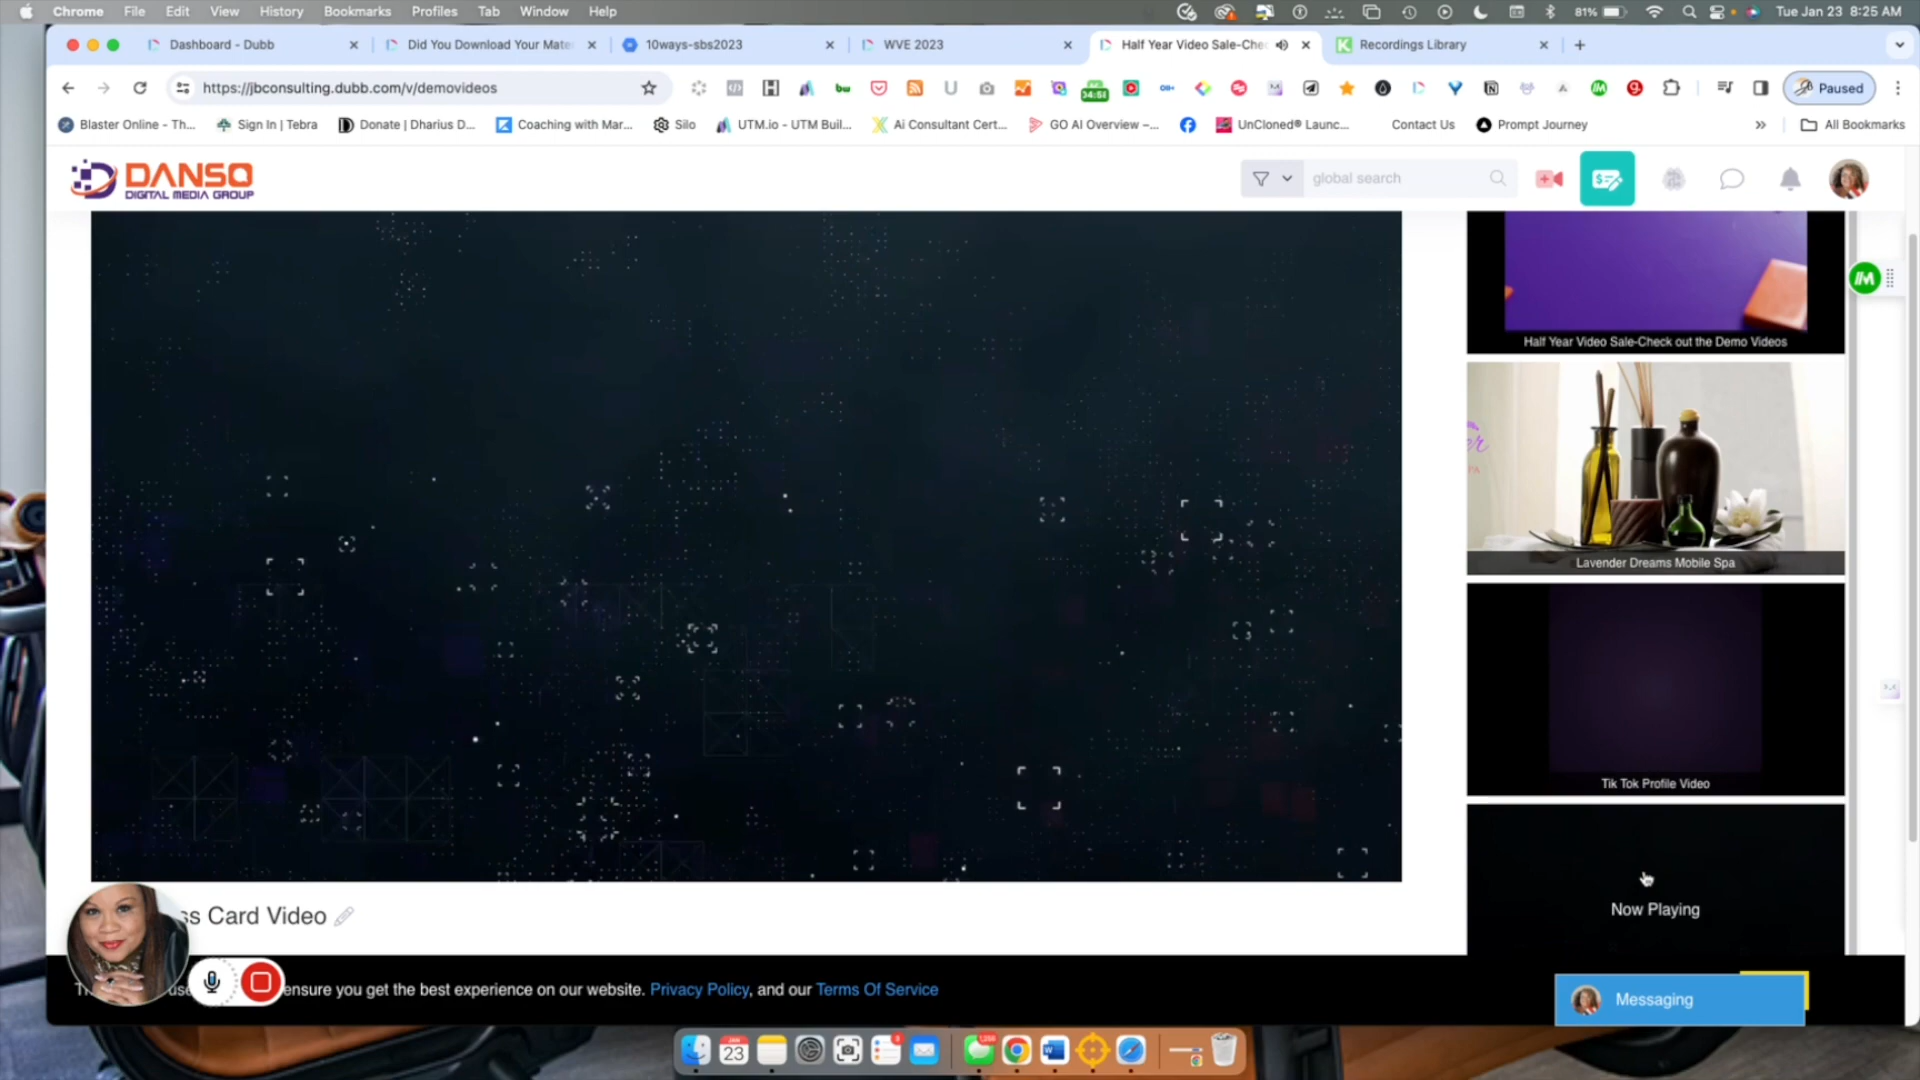 Chrome File Edit View History Bookmarks Profiles Tab Window Help 81% Tue Jan 23 8:25 AM
Dashboard - Dubb Did You Download Your Mate 10ways-sbs2023 WVE 2023 Half Year Video Sale-Chec Recordings Library
https://jbconsulting.dubb.com/v/demovideos 34:51 Paused
Blaster Online - Th... Sign In | Tebra Donate | Dharius D... Coaching with Mar... Silo UTM.io - UTM Buil... Ai Consultant Cert... GO AI Overview –... UnCloned® Launc... Contact Us Prompt Journey » All Bookmarks
DANSO
DIGITAL MEDIA GROUP
global search
Half Year Video Sale-Check out the Demo Videos
Lavender Dreams Mobile Spa
Tik Tok Profile Video
Now Playing
ss Card Video
ensure you get the best experience on our website. Privacy Policy, and our Terms Of Service
Messaging
JAN
23